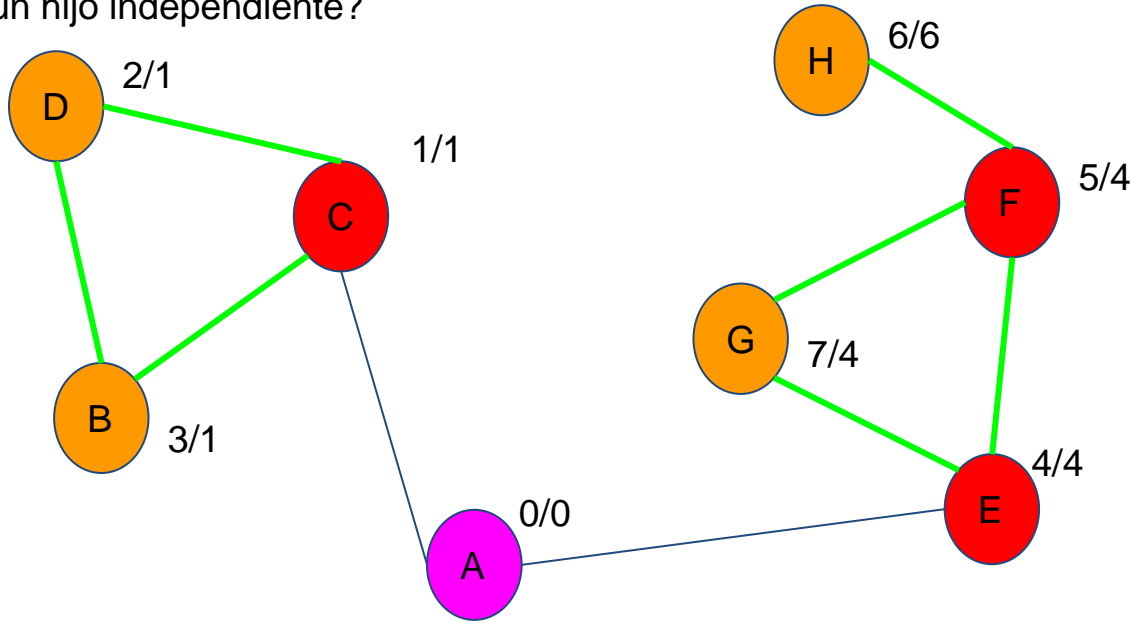 un hijo independiente?
H
6/6
D
2/1
1/1
C
5/4
F
G
7/4
B
3/1
4/4
E
0/0
A